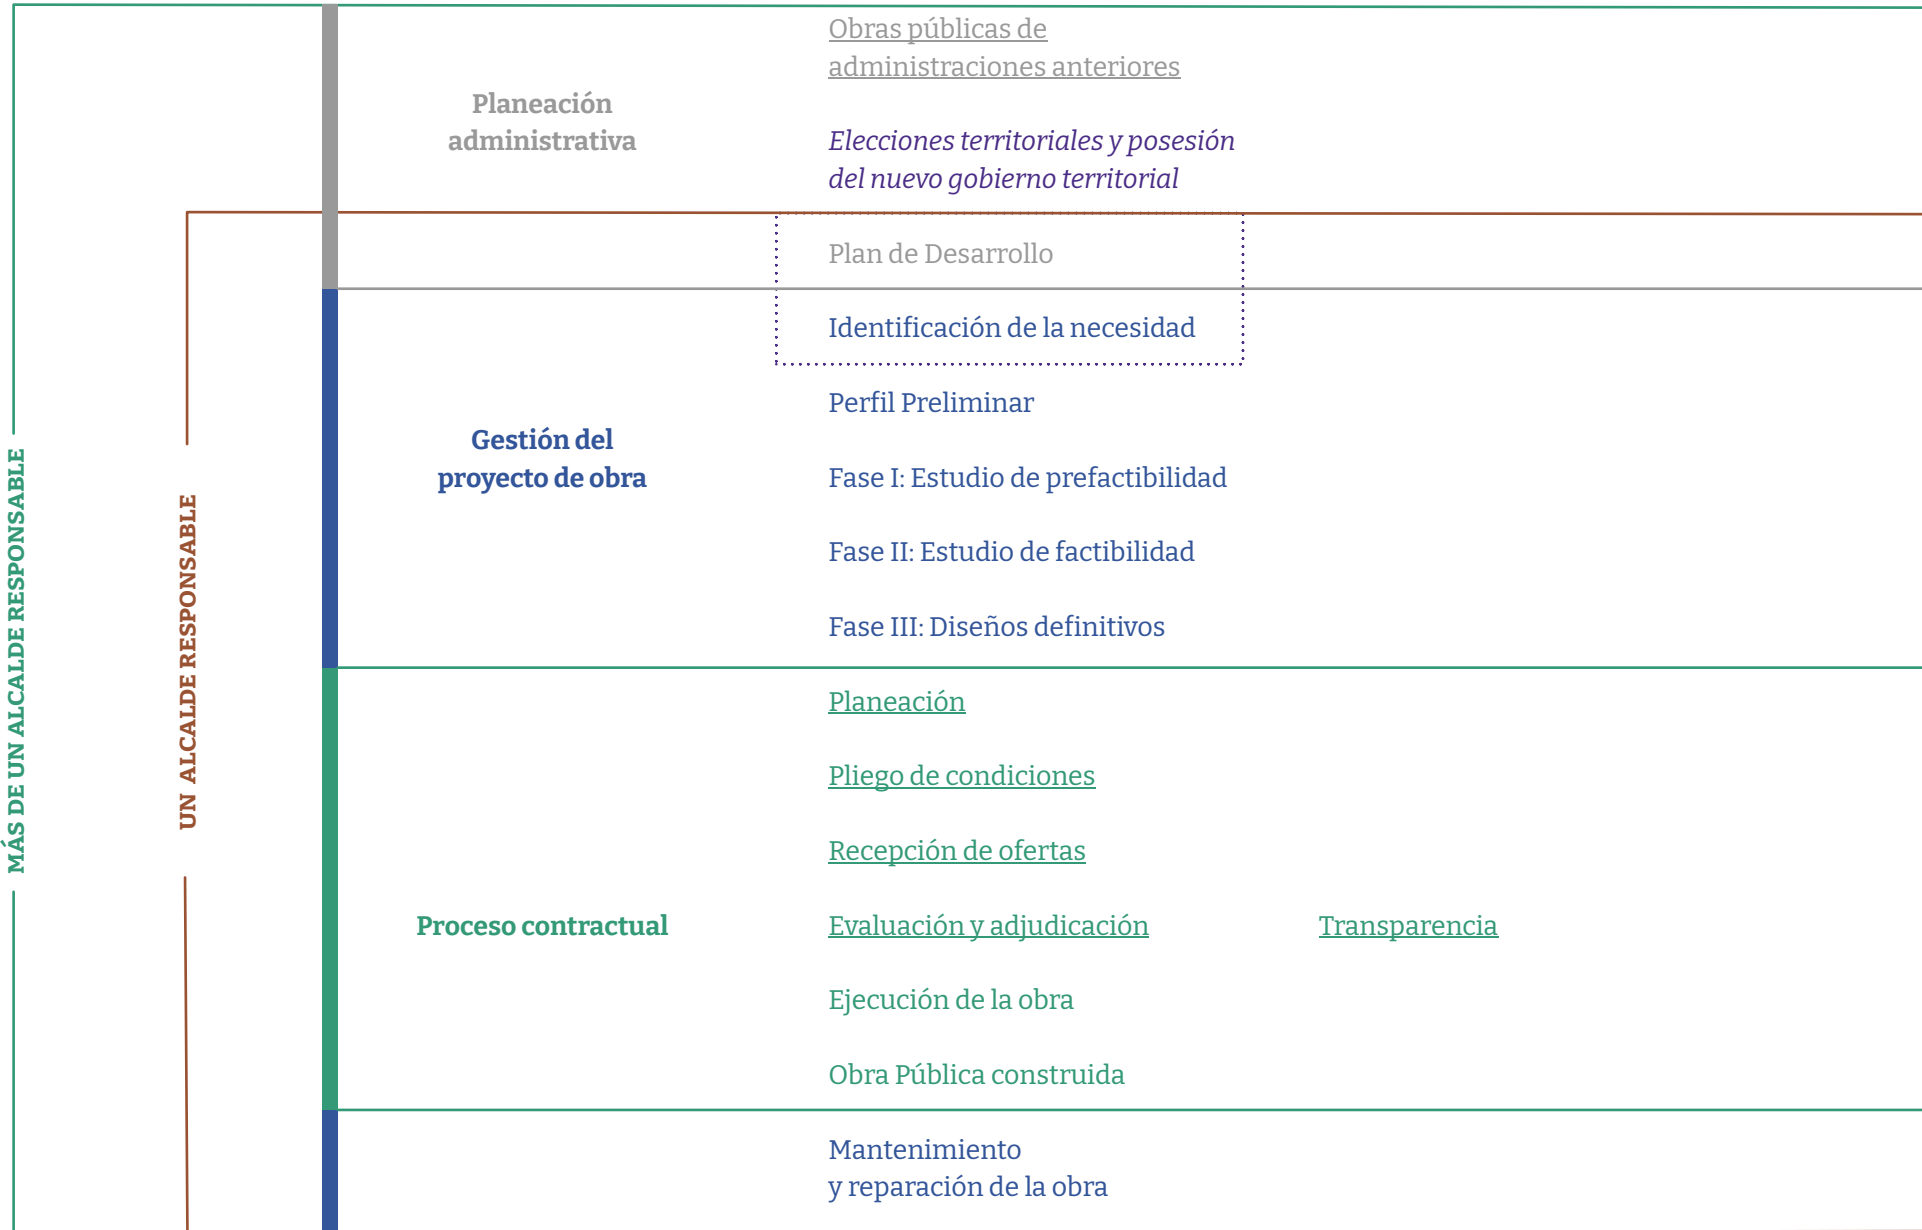 MÁS DE UN ALCALDE RESPONSABLE
UN ALCALDE RESPONSABLE
Planeación
administrativa
Obras públicas de
administraciones anteriores
Elecciones territoriales y posesión
del nuevo gobierno territorial
Plan de Desarrollo
Gestión del
proyecto de obra
Identificación de la necesidad
Perfil Preliminar
Fase I: Estudio de prefactibilidad
Fase II: Estudio de factibilidad
Fase III: Diseños definitivos
Proceso contractual
Planeación
Pliego de condiciones
Recepción de ofertas
Evaluación y adjudicación
Transparencia
Ejecución de la obra
Obra Pública construida
Mantenimiento
y reparación de la obra